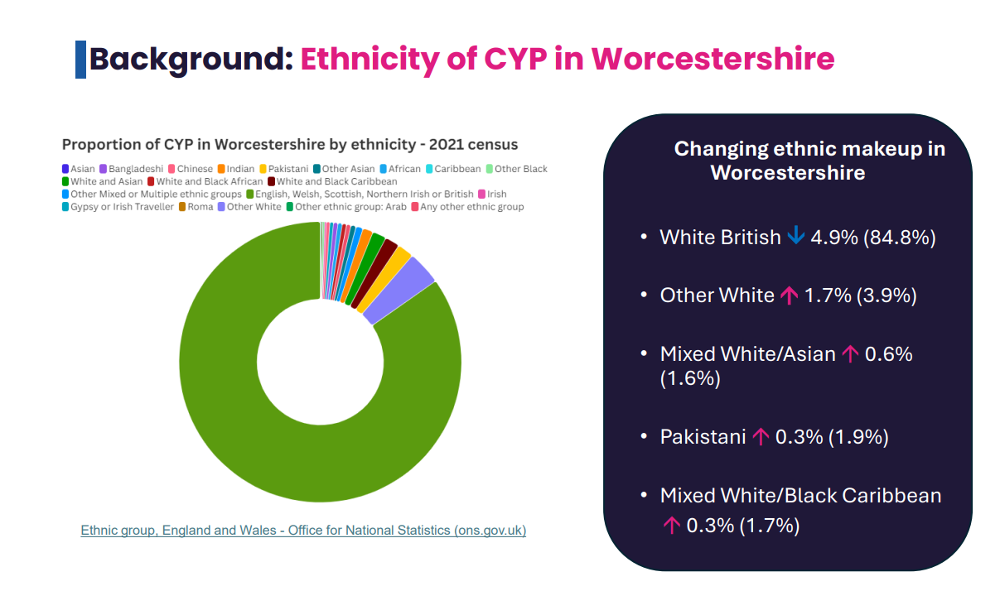 Background: Ethnicity of CYP in Worcestershire
Proportion of CYP in Worcestershire by ethnicity - 2021 census
Asian Bangladeshi Chinese Indian Pakistani Other Asian African Caribbean Other Black
White and Asian White and Black African White and Black Caribbean
Other Mixed or Multiple ethnic groups English, Welsh, Scottish, Northern Irish or British Irish
Gypsy or Irish Traveller Roma Other White Other ethnic group: Arab Any other ethnic group
Ethnic group, England and Wales - Office for National Statistics (ons.gov.uk)
Changing ethnic makeup in
Worcestershire
• White British ↓ 4.9% (84.8%)
• Other White ↑ 1.7% (3.9%)
• Mixed White/Asian ↑ 0.6%
(1.6%)
• Pakistani ↑ 0.3% (1.9%)
• Mixed White/Black Caribbean
↑ 0.3% (1.7%)